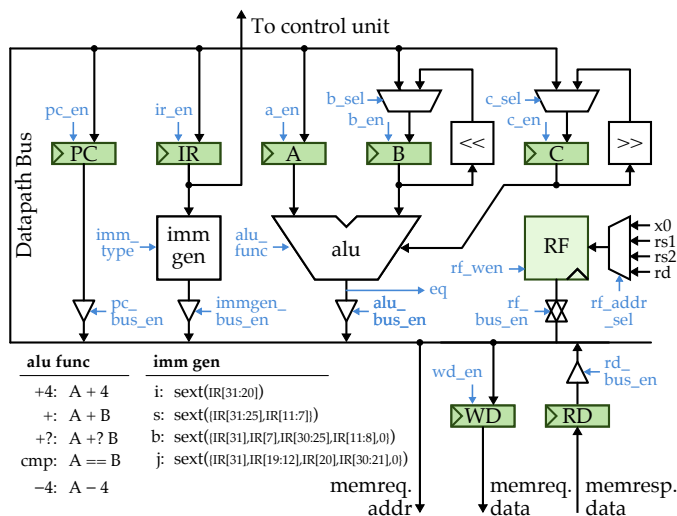 To control unit
Datapath Bus
pc_en
ir_en
a_en
b_sel
b_en
c_sel
c_en
PC
IR
A
B
<<
C
>>
imm_
type
imm
gen
alu_
func
alu
RF
x0
rs1
rs2
rd
rf_wen
rf_addr
_sel
eq
pc_
bus_en
immgen_
bus_en
alu_
bus_en
rf_
bus_en
alu func
+4: A + 4
+: A + B
+?: A +? B
cmp: A == B
−4: A − 4
imm gen
i: sext(IR[31:20])
s: sext({IR[31:25],IR[11:7]})
b: sext({IR[31],IR[7],IR[30:25],IR[11:8],0})
j: sext({IR[31],IR[19:12],IR[20],IR[30:21],0})
wd_en
rd_
bus_en
WD
RD
memreq.
addr
memreq.
data
memresp.
data